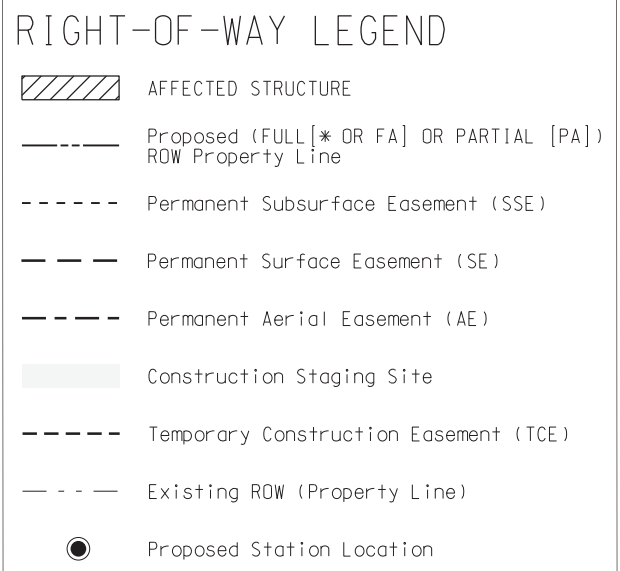 RIGHT-OF-WAY LEGEND
AFFECTED STRUCTURE
Proposed (FULL[* OR FA] OR PARTIAL [PA])
ROW Property Line
Permanent Subsurface Easement (SSE)
Permanent Surface Easement (SE)
Permanent Aerial Easement (AE)
Construction Staging Site
Temporary Construction Easement (TCE)
Existing ROW (Property Line)
Proposed Station Location